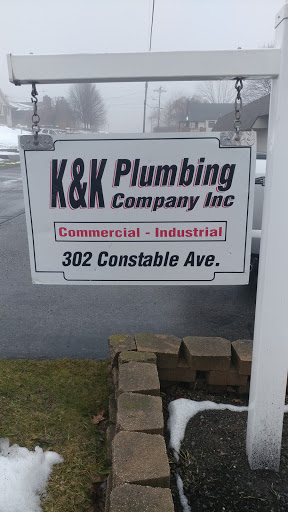 K&K Plumbing
Company Inc
Commercial - Industrial
302 Constable Ave.